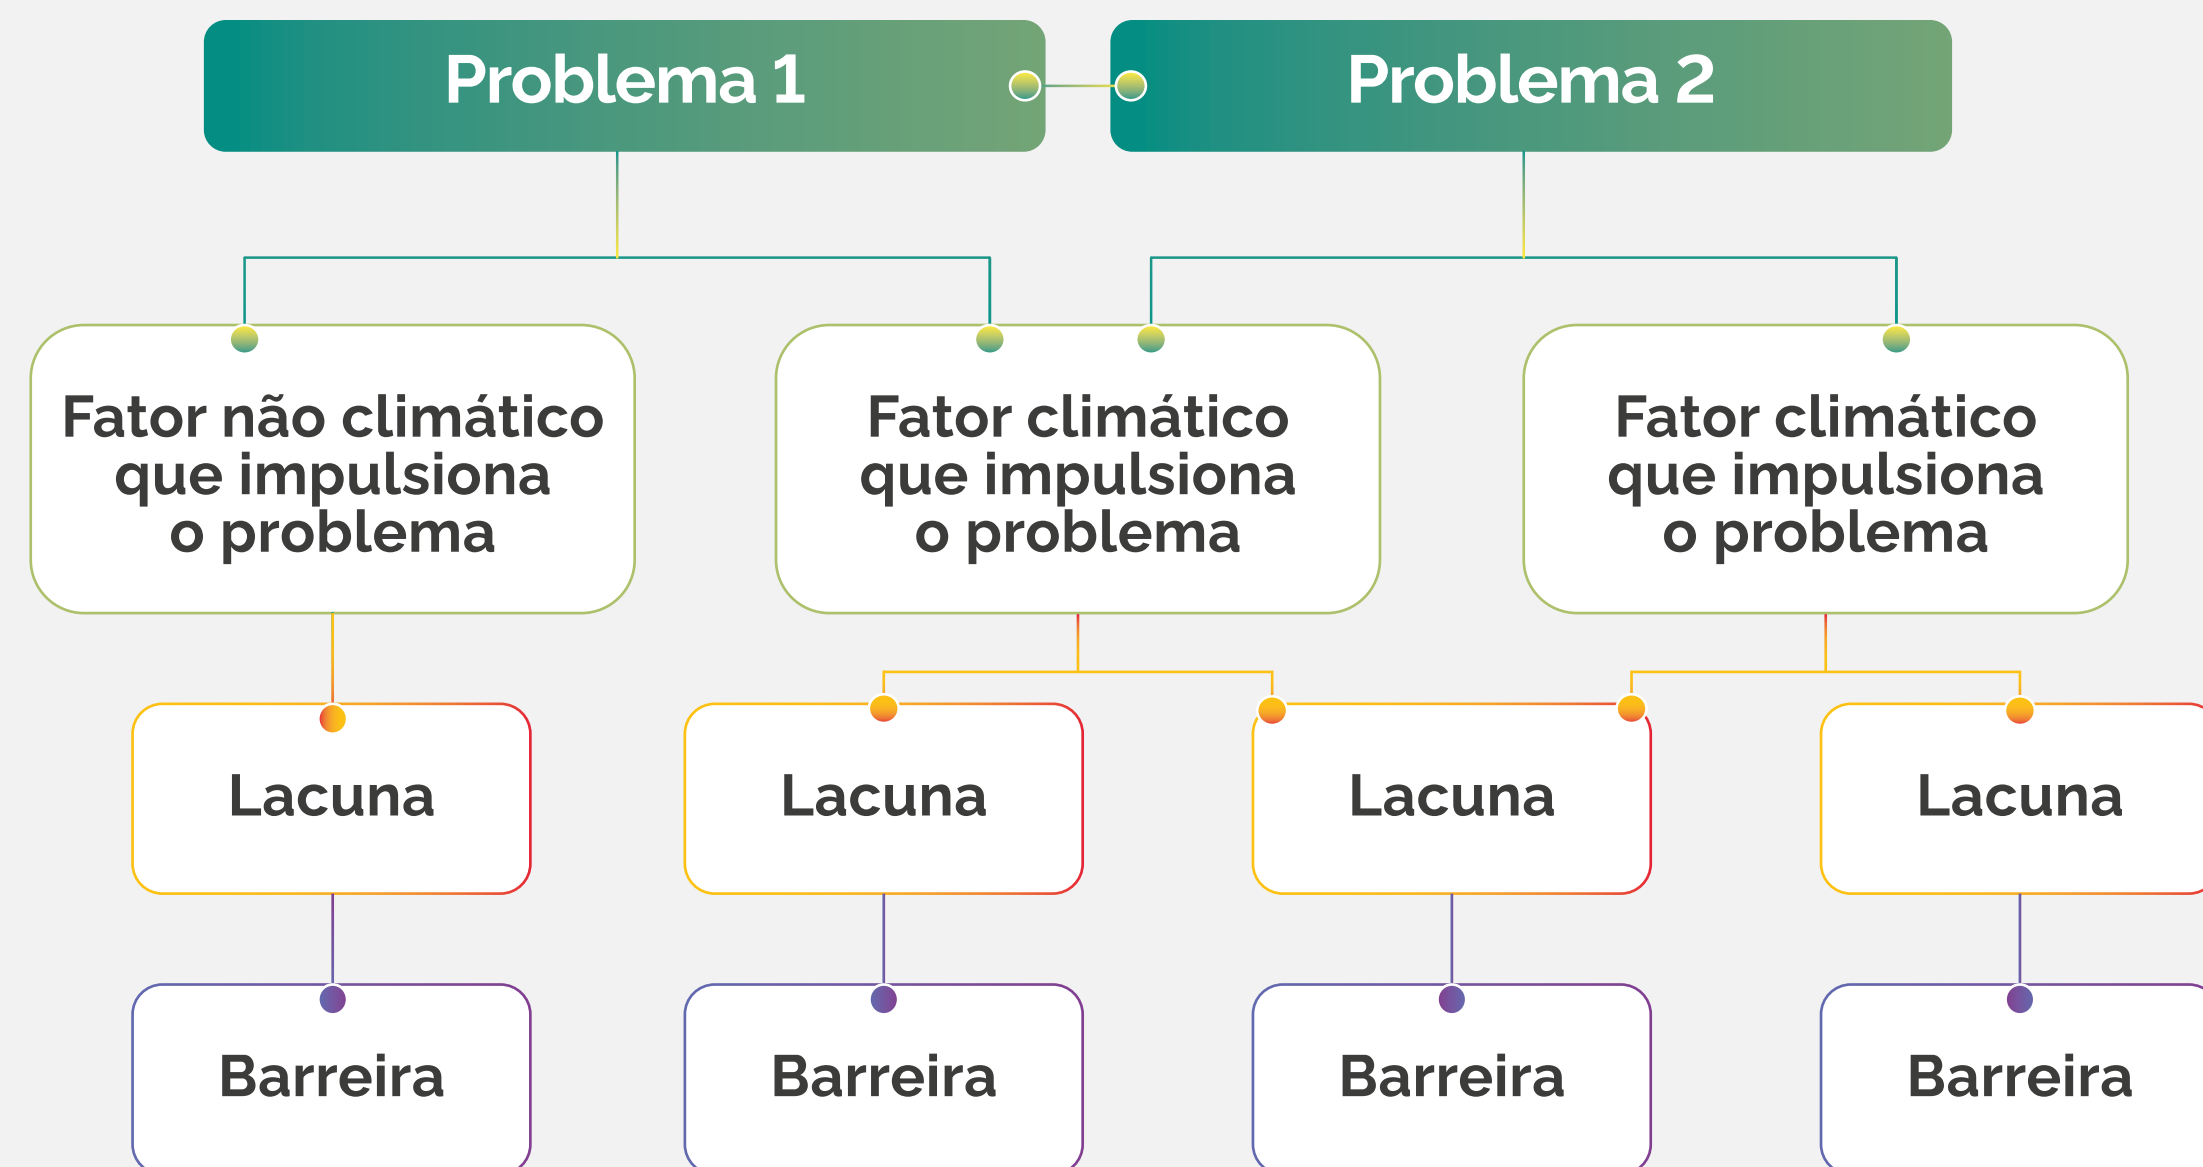 Problema 1
Problema 2
Fator não climático
que impulsiona
o problema
Fator climático
que impulsiona
o problema
Fator climático
que impulsiona
o problema
Lacuna
Lacuna
Lacuna
Lacuna
Barreira
Barreira
Barreira
Barreira